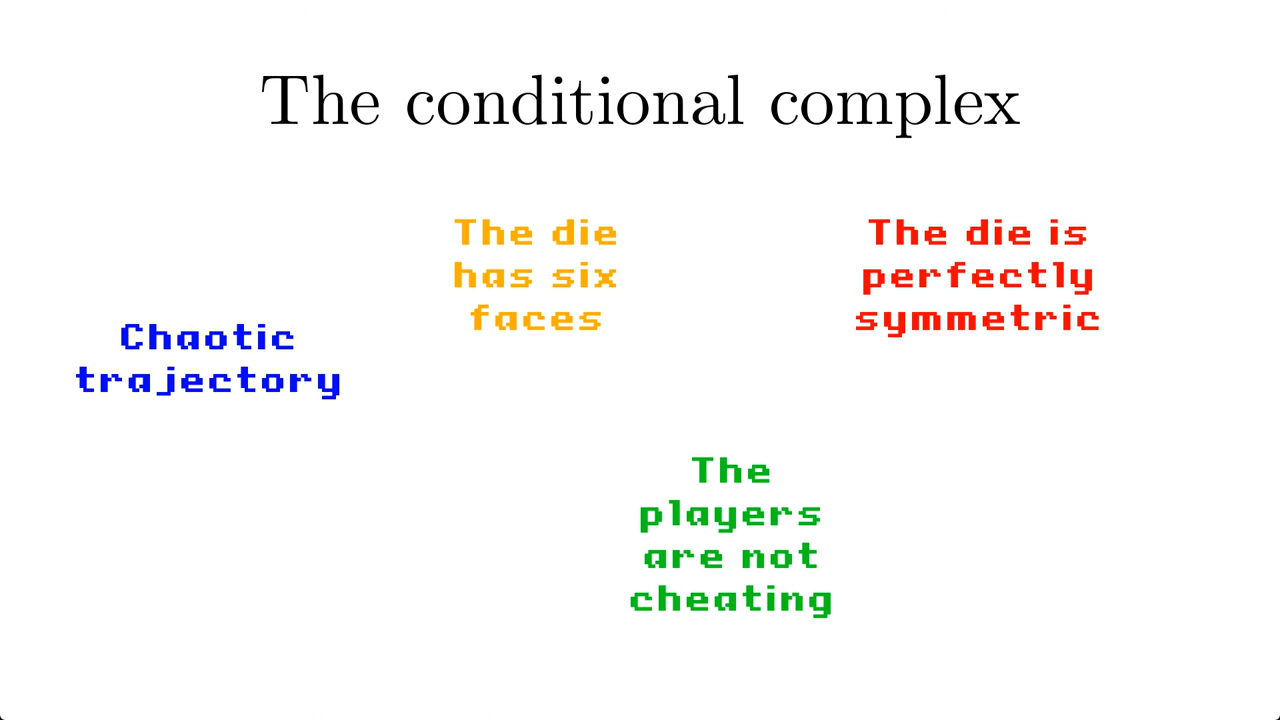 The conditional complex
Chaotic
trajectory
The die
has six
faces
The die is
perfectly
symmetric
The
players
are not
cheating